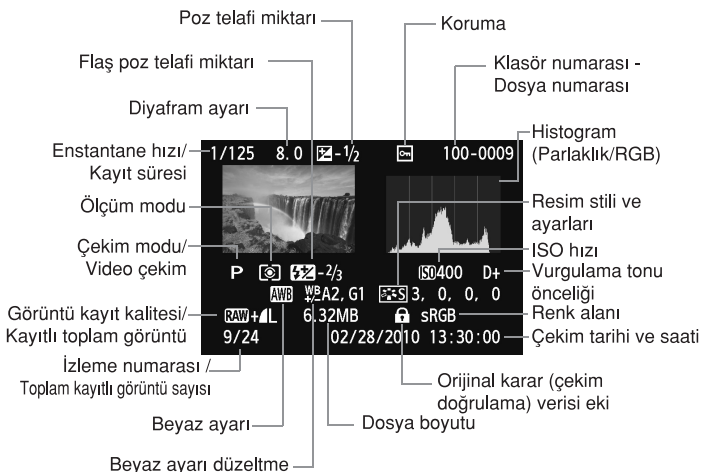 Poz telafi miktarı
Koruma
Flaş poz telafi miktarı
Klasör numarası -
Dosya numarası
Diyafram ayarı
Histogram
(Parlaklık/RGB)
Enstantane hızı/
Kayıt süresi
1/125 8.0 -1/2 100-0009
Ölçüm modu
Resim stili ve
ayarları
Çekim modu/
Video çekim
ISO hızı
P -2/3 ISO400 D+
Vurgulama tonu
önceliği
AWB WB A2, G1 S 3, 0, 0, 0
Görüntü kayıt kalitesi/
Kayıtlı toplam görüntü
RAW+L 6.32MB sRGB
Renk alanı
9/24 02/28/2010 13:30:00
Çekim tarihi ve saati
İzleme numarası /
Toplam kayıtlı görüntü sayısı
Orijinal karar (çekim
doğrulama) verisi eki
Beyaz ayarı
Dosya boyutu
Beyaz ayarı düzeltme